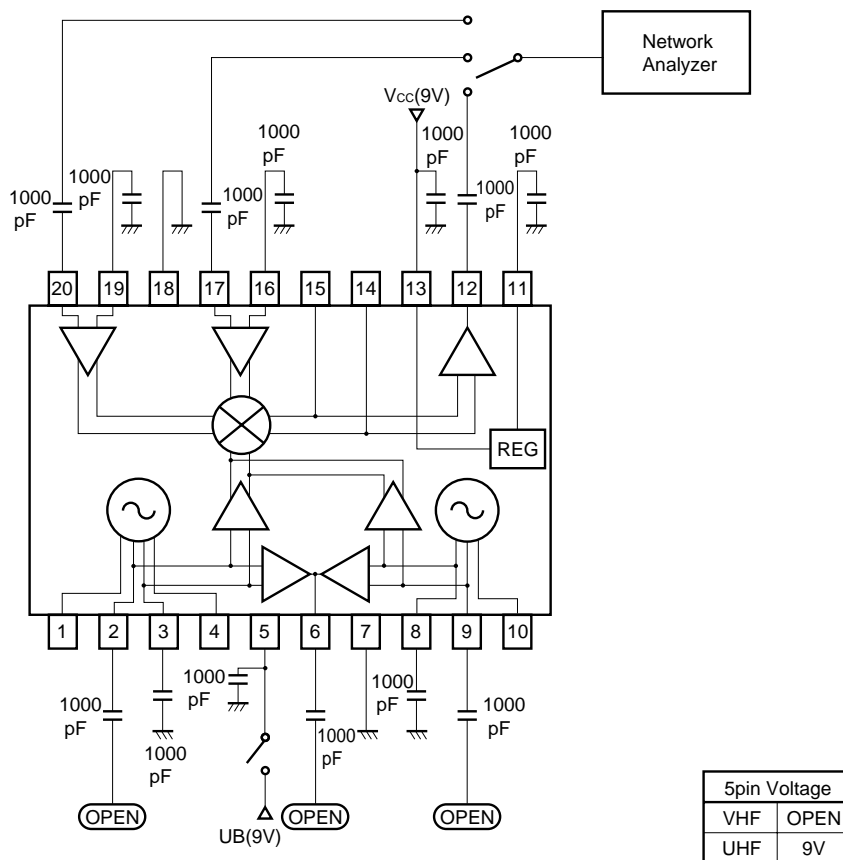 Network
Analyzer
VCC(9V)
1000
pF
1000
pF
1000
pF
1000
pF
1000
pF
1000
pF
1000
pF
1000
pF
20
19
18
17
16
15
14
13
12
11
REG
1
2
3
4
5
6
7
8
9
10
1000
pF
1000
pF
1000
pF
1000
pF
1000
pF
1000
pF
OPEN
UB(9V)
OPEN
OPEN
5pin Voltage
VHF OPEN
UHF 9V